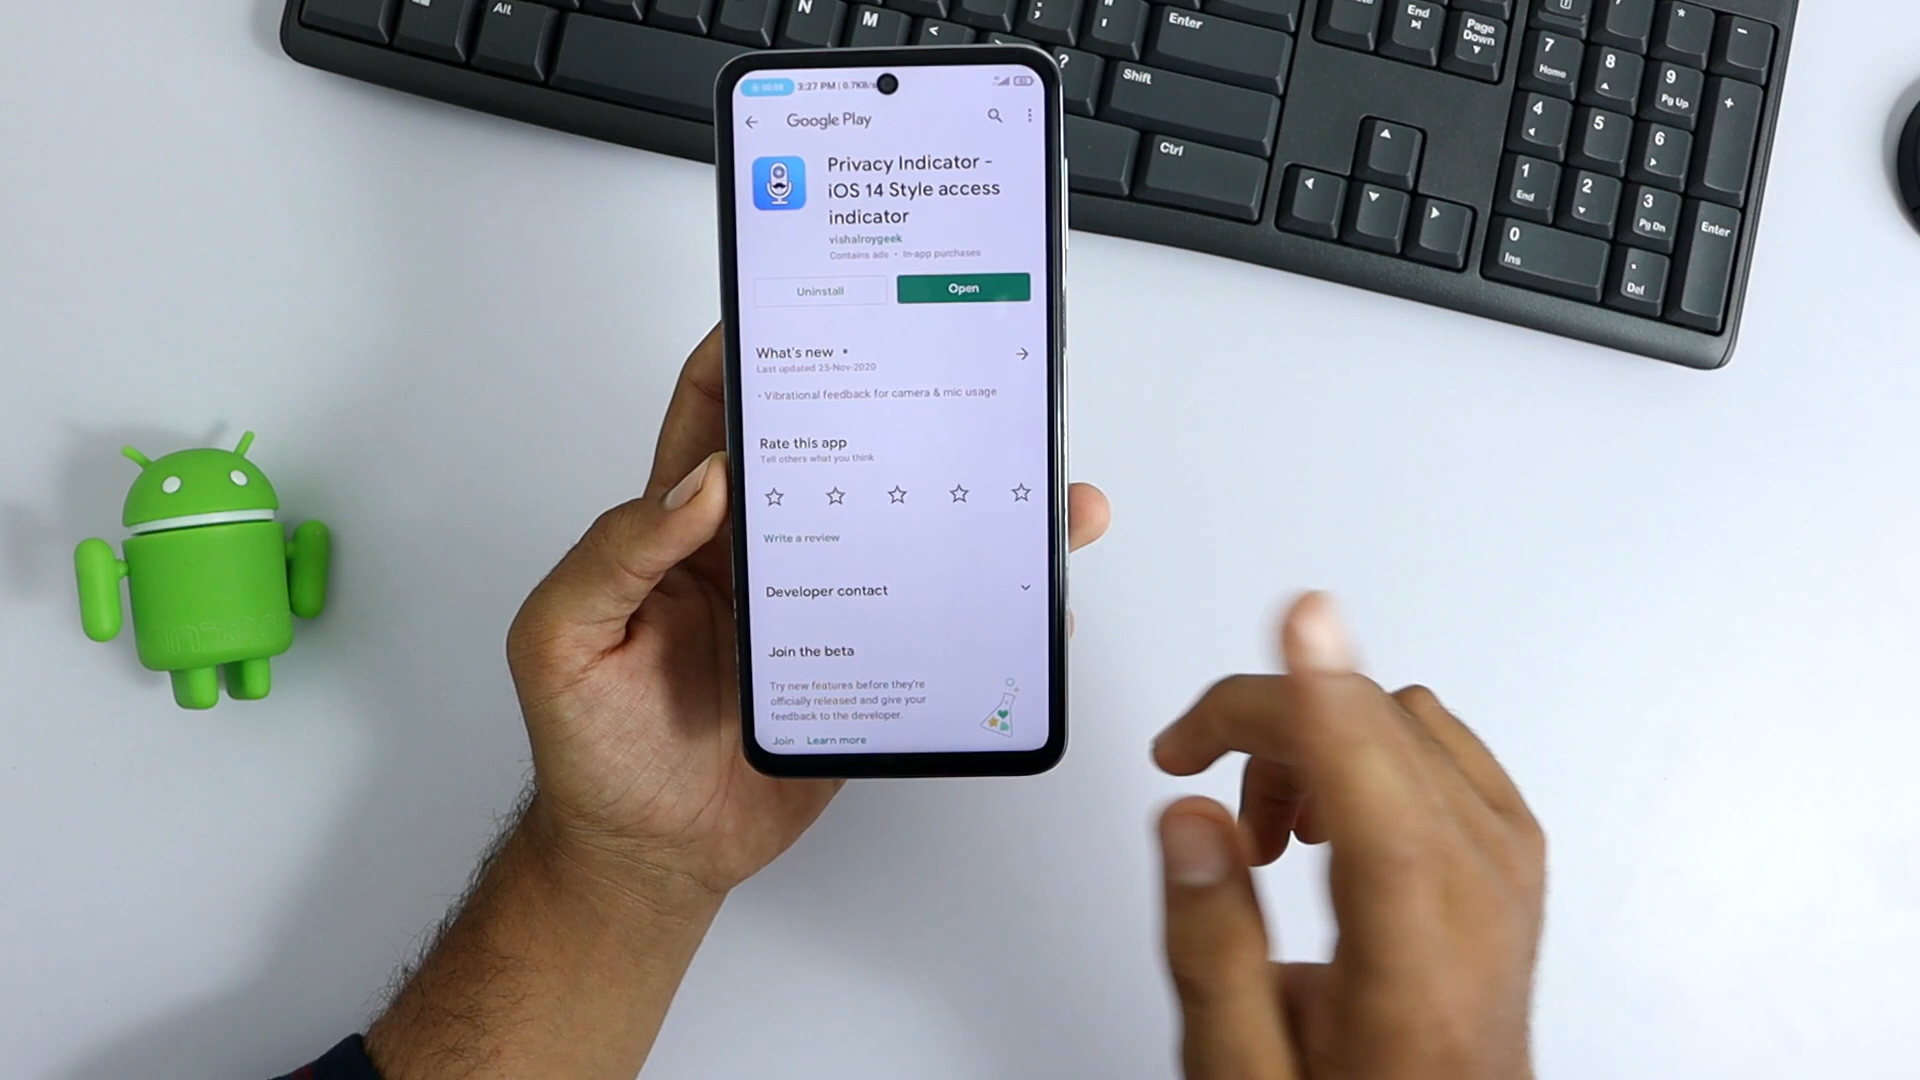 Alt
N
M
<
?
Enter
Shift
Ctrl
End
Page
Down
7
Home
8
9
Pg Up
4
5
6
1
End
2
3
Pg Dn
0
Ins
.
Del
Enter
+
-
*
00:08 3:27 PM | 0.7KB/s
Google Play
Privacy Indicator -
iOS 14 Style access
indicator
vishalroygeek
Contains ads • In-app purchases
Uninstall
Open
What's new •
Last updated 25-Nov-2020
• Vibrational feedback for camera & mic usage
Rate this app
Tell others what you think
Write a review
Developer contact
Join the beta
Try new features before they're
officially released and give your
feedback to the developer.
Join Learn more